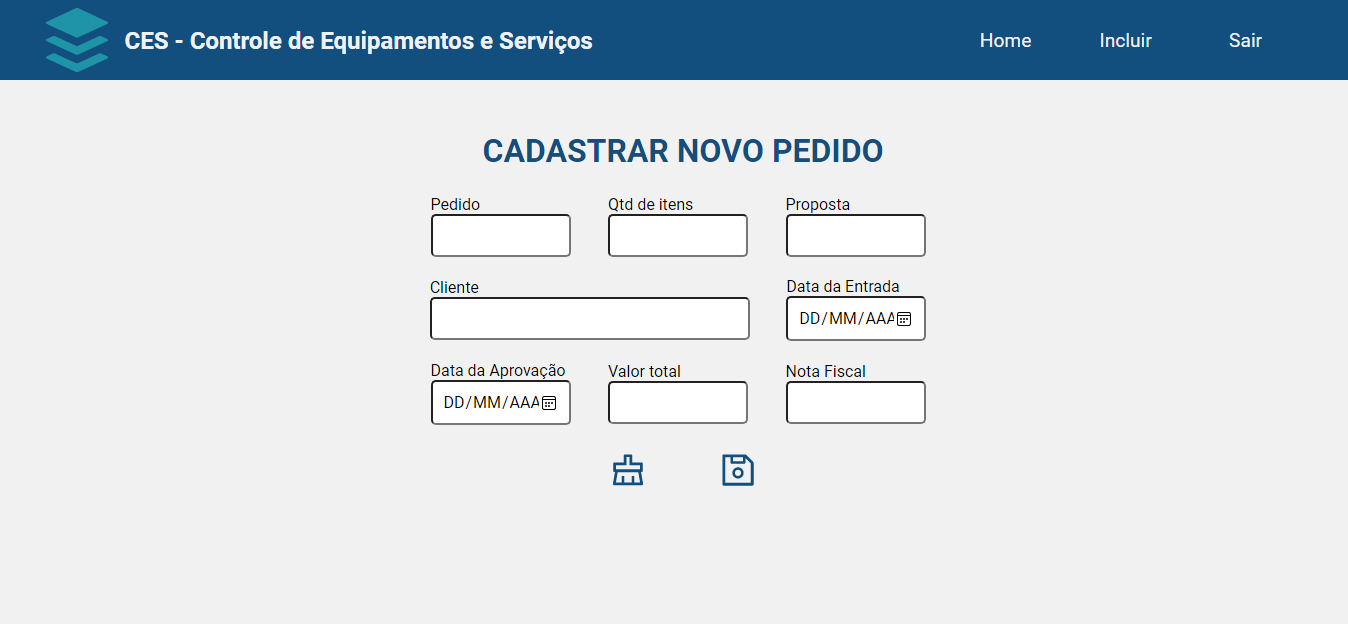 CES - Controle de Equipamentos e Serviços
Home Incluir Sair
CADASTRAR NOVO PEDIDO
Pedido Qtd de itens Proposta
Cliente Data da Entrada
DD/MM/AAA
Data da Aprovação Valor total Nota Fiscal
DD/MM/AAA